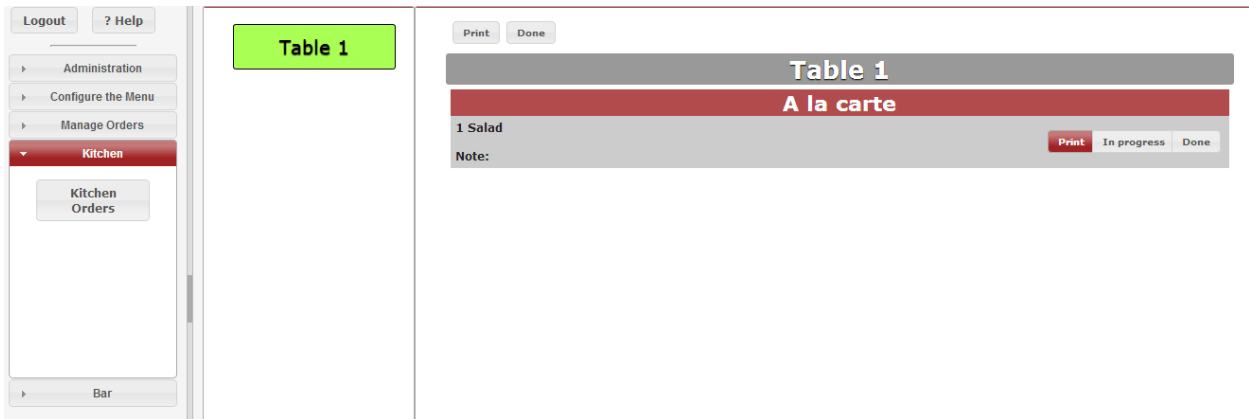 Logout
? Help
Administration
Configure the Menu
Manage Orders
Kitchen
Kitchen
Orders
Bar
Table 1
Print Done
Table 1
A la carte
1 Salad
Note:
Print In progress Done